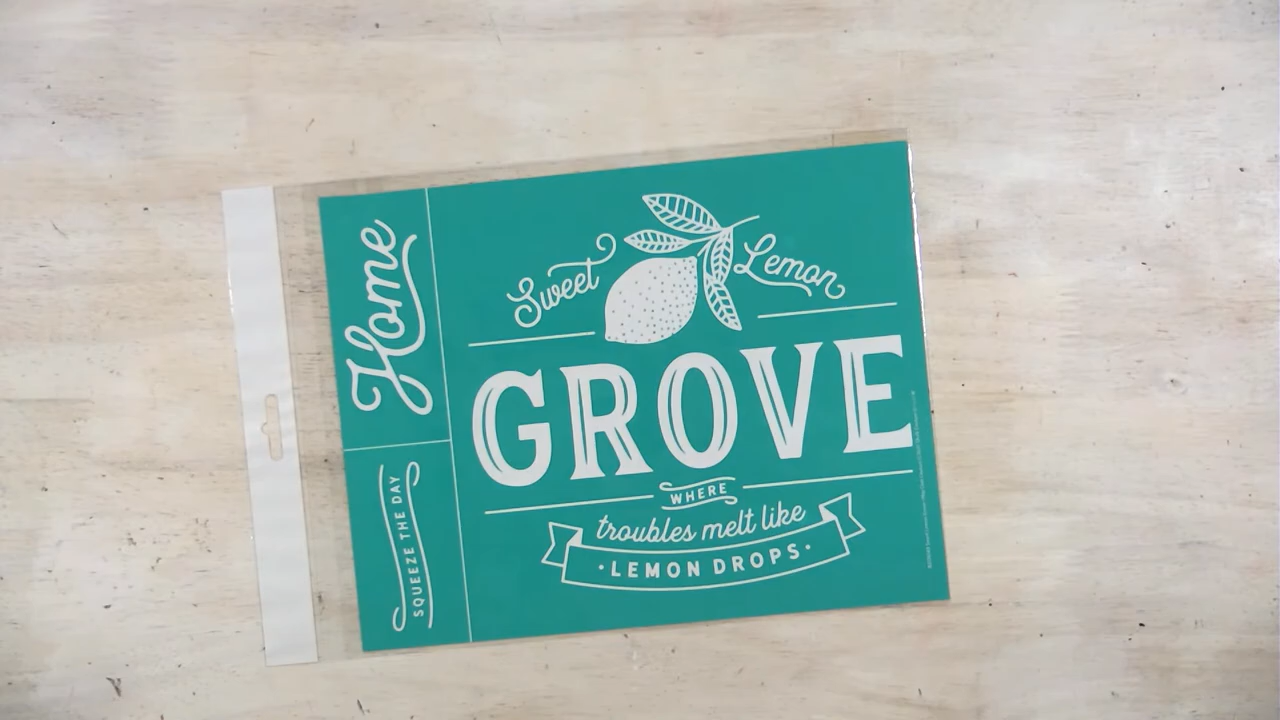 Home
SQUEEZE THE DAY
Sweet Lemon
GROVE
WHERE
troubles melt like
·LEMON DROPS·